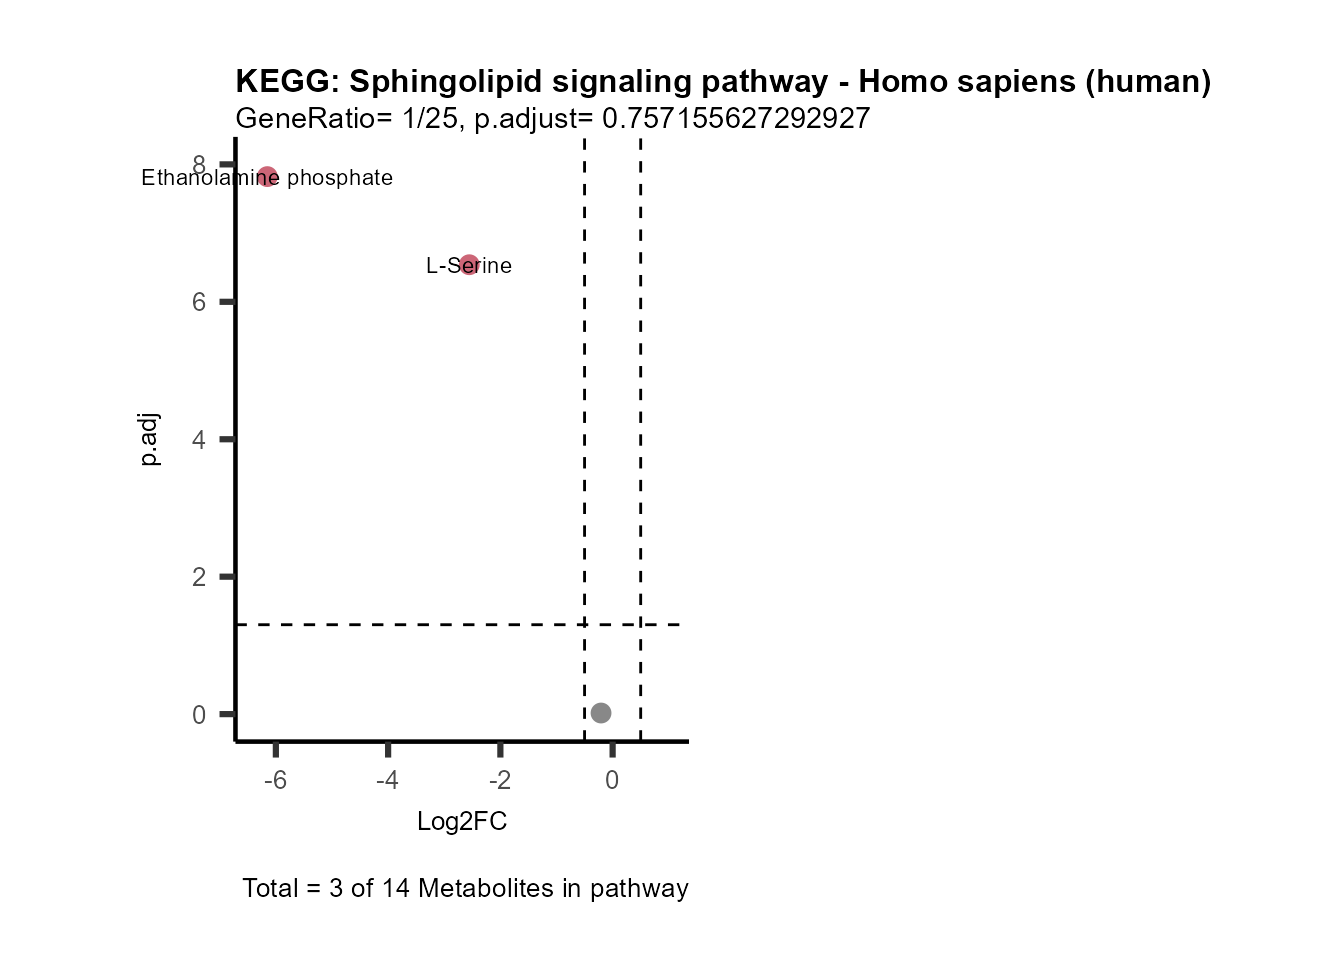 KEGG: Sphingolipid signaling pathway - Homo sapiens (human)
GeneRatio= 1/25, p.adjust= 0.757155627292927
8
Ethanolamine phosphate
L-Serine
6
p.adj
4
2
0
-6 -4 -2 0
Log2FC
Total = 3 of 14 Metabolites in pathway